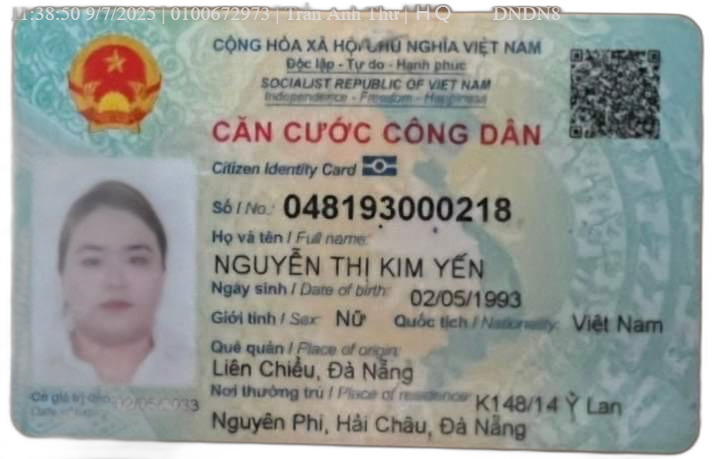 :38:50 9/7/2025 | 0100672973 | Trần Anh Thư | H Q DNDN8
CỘNG HÒA XÃ HỘI CHỦ NGHĨA VIỆT NAM
Độc lập - Tự do - Hạnh phúc
SOCIALIST REPUBLIC OF VIET NAM
Independence - Freedom - Happiness
CĂN CƯỚC CÔNG DÂN
Citizen Identity Card
Số / No.: 048193000218
Họ và tên / Full name:
NGUYỄN THỊ KIM YẾN
Ngày sinh / Date of birth: 02/05/1993
Giới tính / Sex: Nữ Quốc tịch / Nationality: Việt Nam
Quê quán / Place of origin:
Liên Chiểu, Đà Nẵng
Nơi thường trú / Place of residence: K148/14 Ỷ Lan
Nguyên Phi, Hải Châu, Đà Nẵng
Có giá trị đến: 02/05/2033
Date of expiry